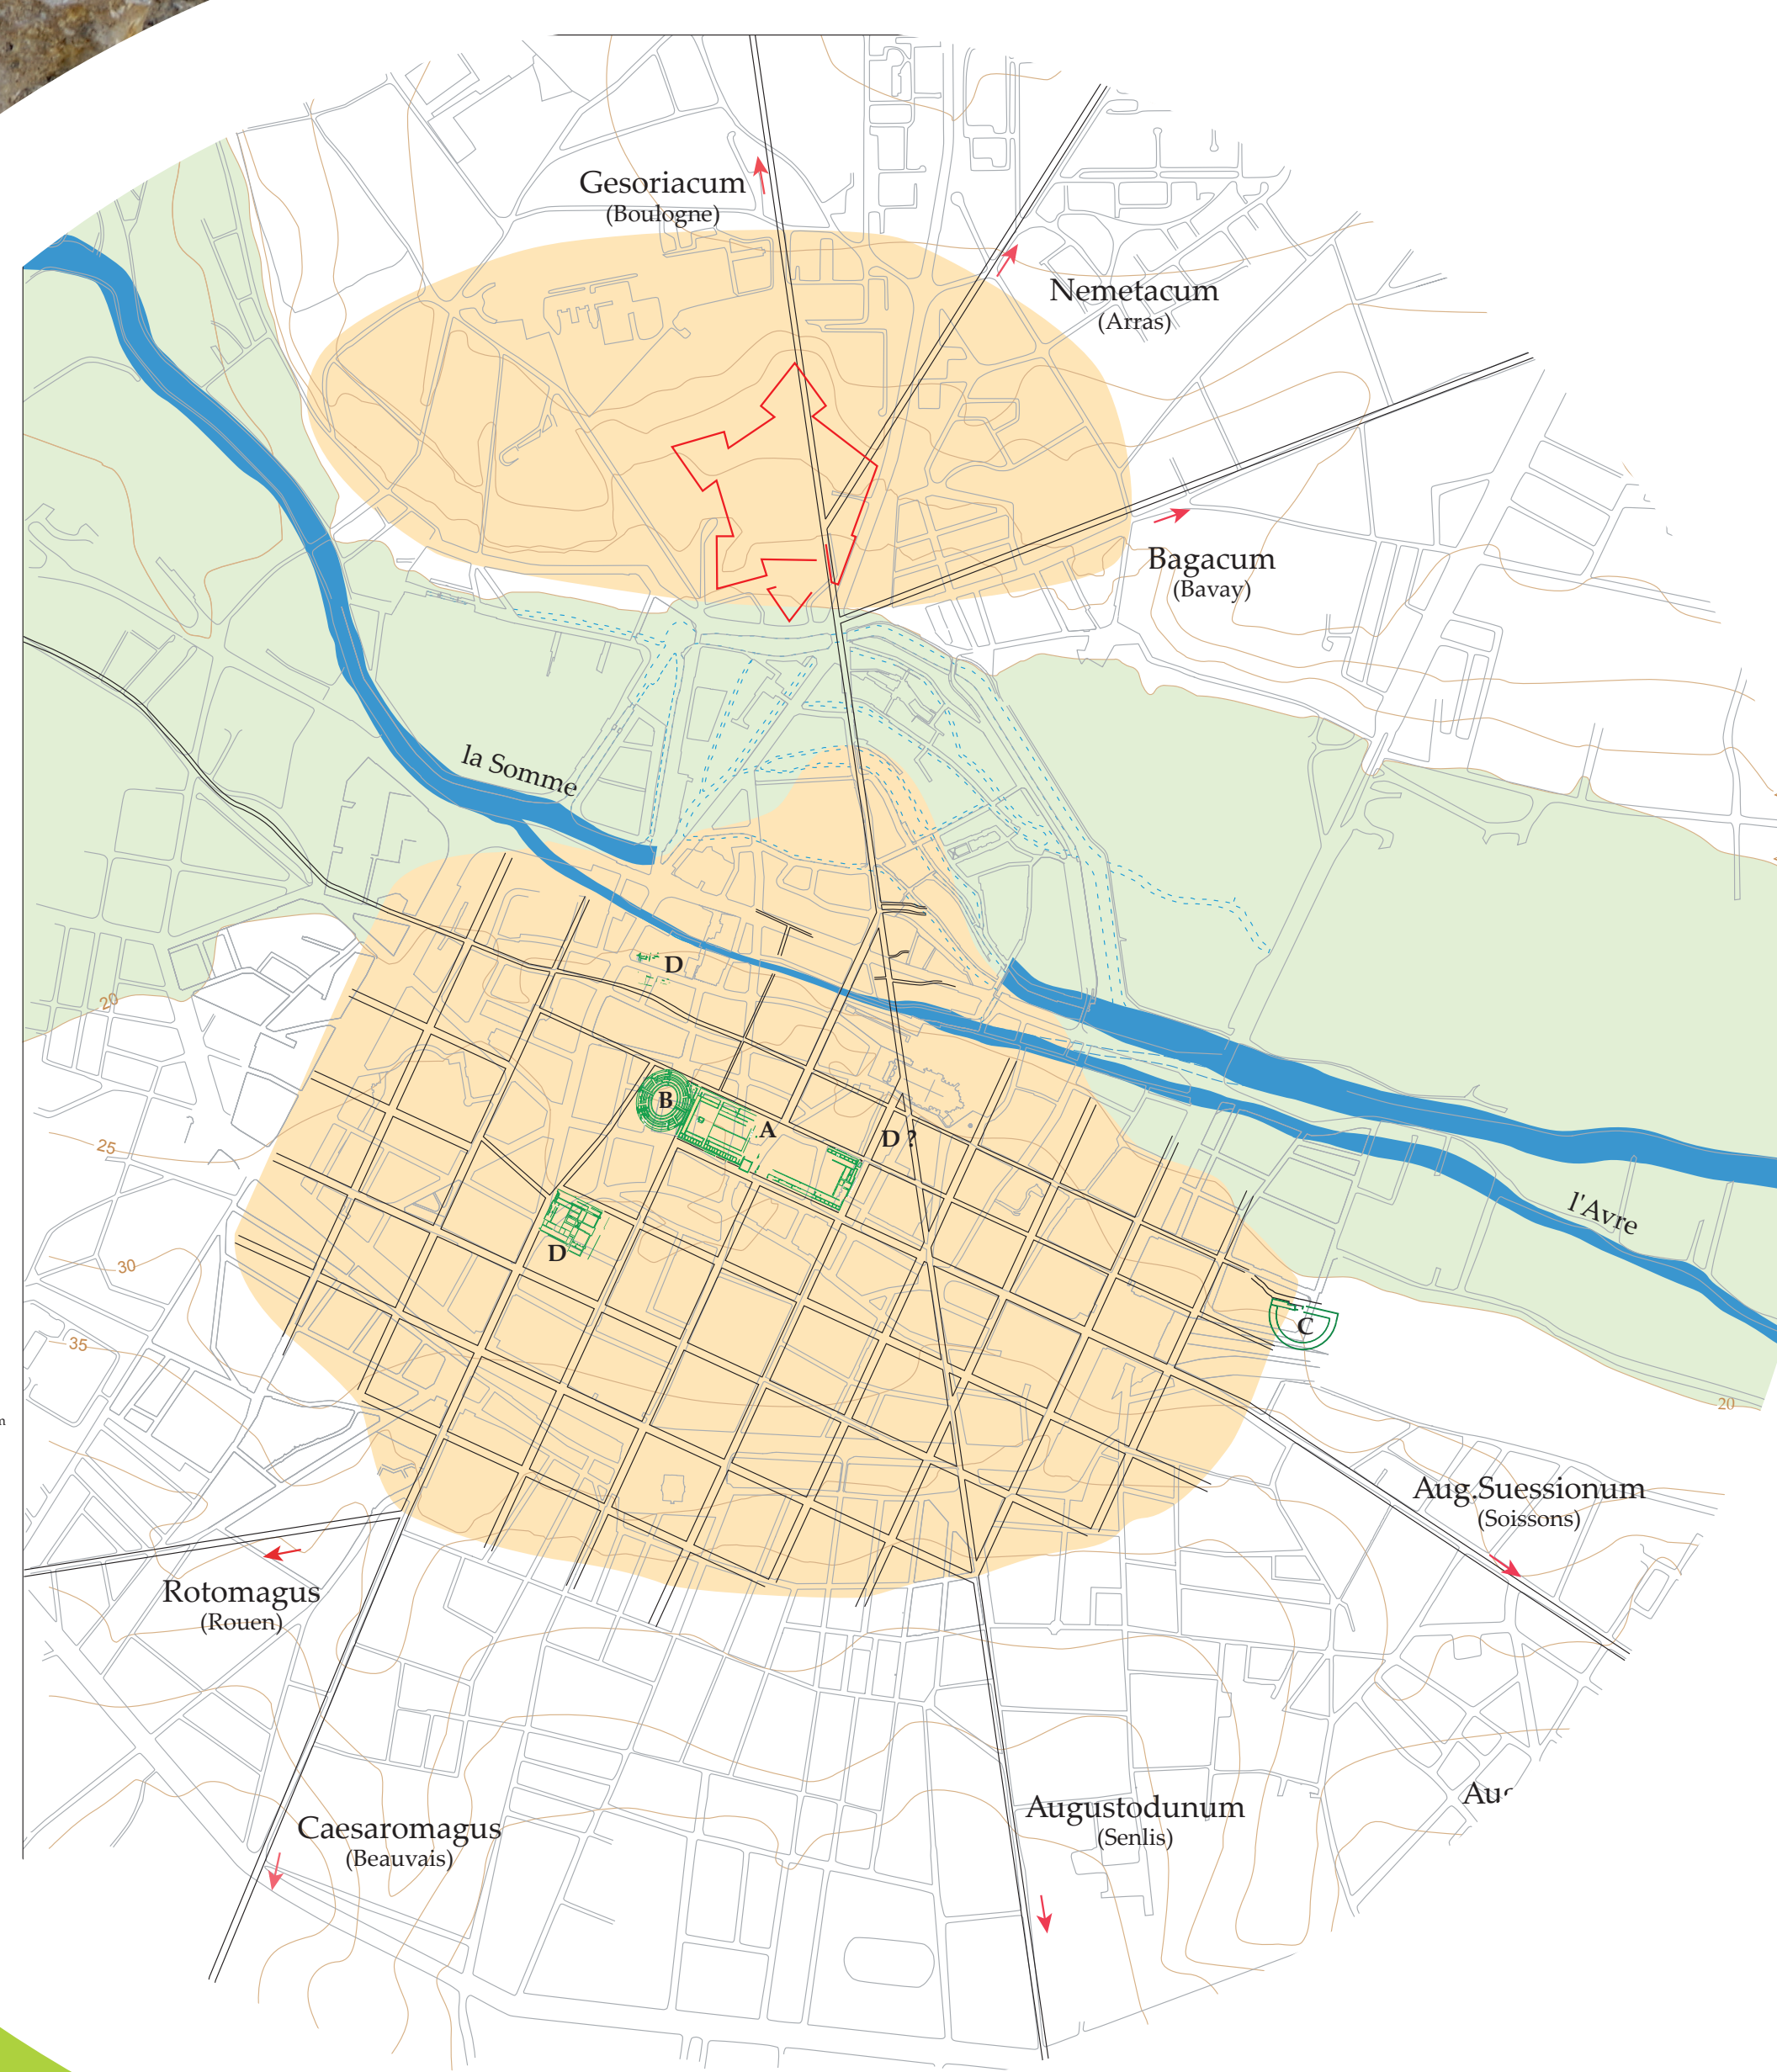 Gesoriacum
(Boulogne)
Nemetacum
(Arras)
Bagacum
(Bavay)
la Somme
D
20
B
A
D ?
25
l'Avre
D
30
C
35
20
m
Aug.Suessionum
(Soissons)
Rotomagus
(Rouen)
Caesaromagus
(Beauvais)
Augustodunum
(Senlis)